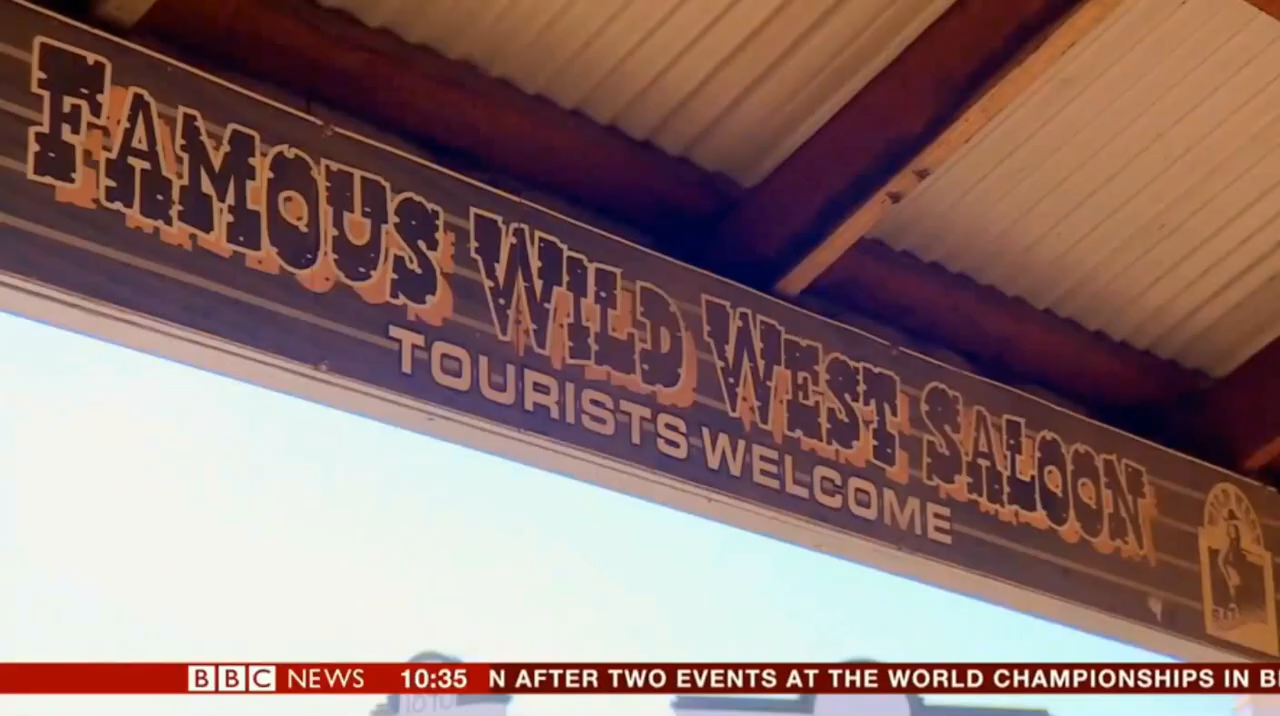 FAMOUS WILD WEST SALOON
TOURISTS WELCOME
BBC NEWS 10:35 N AFTER TWO EVENTS AT THE WORLD CHAMPIONSHIPS IN